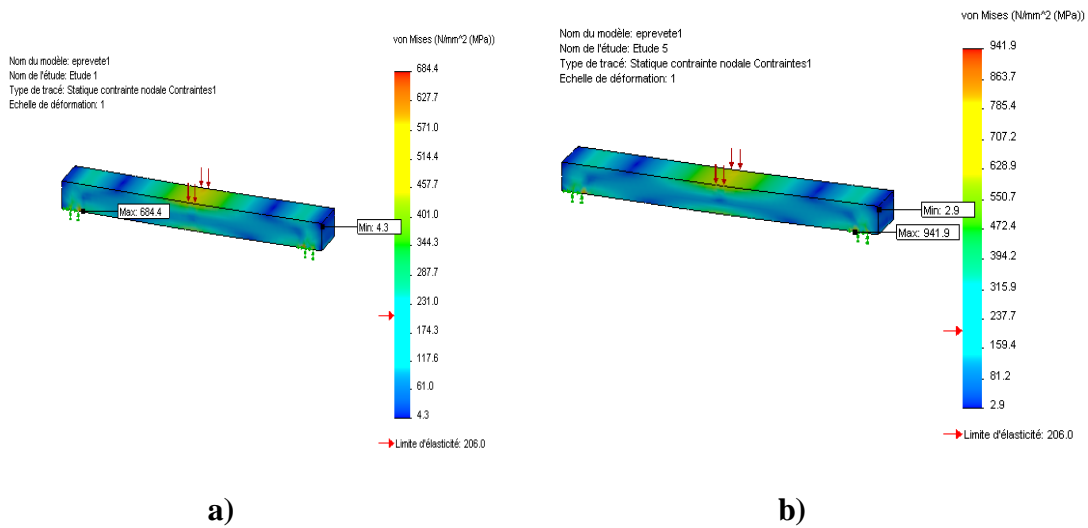 von Mises (N/mm^2 (MPa))
Nom du modèle: eprevete1
Nom de l'étude: Etude 1
Type de tracé: Statique contrainte nodale Contraintes1
Echelle de déformation: 1
684.4
627.7
571.0
514.4
457.7
401.0
344.3
287.7
231.0
174.3
117.6
61.0
4.3
Max: 684.4
Min: 4.3
Limite d'élasticité: 206.0
a)
von Mises (N/mm^2 (MPa))
Nom du modèle: eprevete1
Nom de l'étude: Etude 5
Type de tracé: Statique contrainte nodale Contraintes1
Echelle de déformation: 1
941.9
863.7
785.4
707.2
628.9
550.7
472.4
394.2
315.9
237.7
159.4
81.2
2.9
Min: 2.9
Max: 941.9
Limite d'élasticité: 206.0
b)